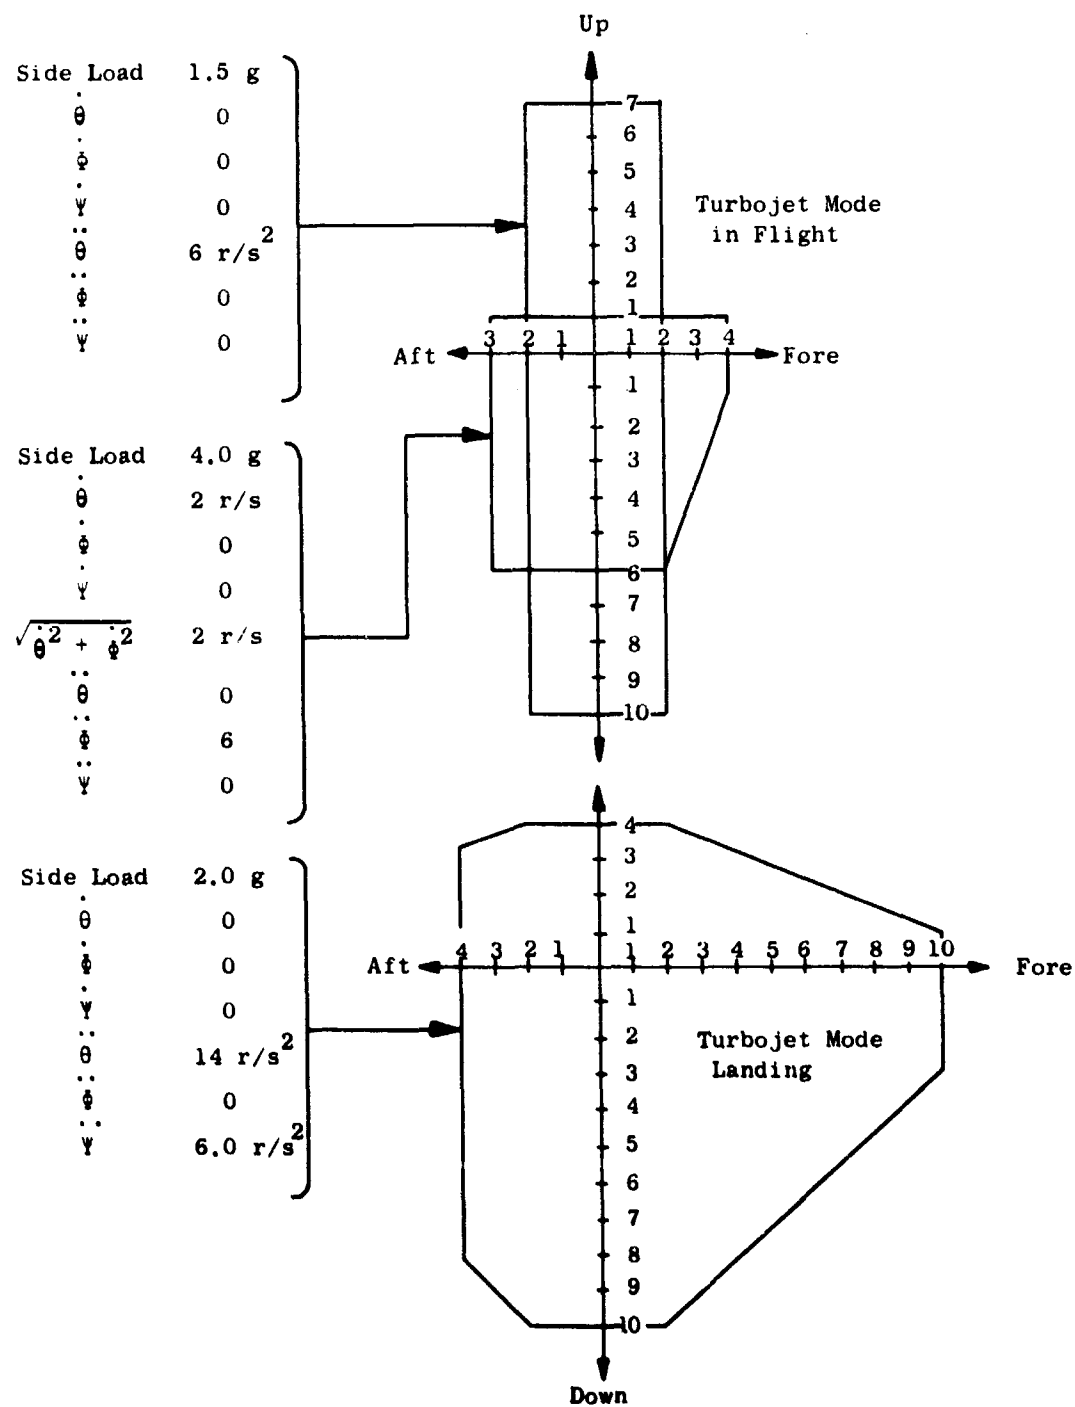 Up
Side Load 1.5 g
θ̇ 0
Φ̇ 0
Ψ̇ 0
θ̈ 6 r/s²
Φ̈ 0
Ψ̈ 0
7
6
5
4
3
2
1
Turbojet Mode
in Flight
3 2 1 1 2 3 4
Aft Fore
1
2
3
4
5
6
7
8
9
10
Side Load 4.0 g
θ̇ 2 r/s
Φ̇ 0
Ψ̇ 0
√θ̇² + Φ̇² 2 r/s
θ̈ 0
Φ̈ 6
Ψ̈ 0
Side Load 2.0 g
θ̇ 0
Φ̇ 0
Ψ̇ 0
θ̈ 14 r/s²
Φ̈ 0
Ψ̈ 6.0 r/s²
4
3
2
1
4 3 2 1 1 2 3 4 5 6 7 8 9 10
Aft Fore
1
2
3
4
5
6
7
8
9
10
Turbojet Mode
Landing
Down